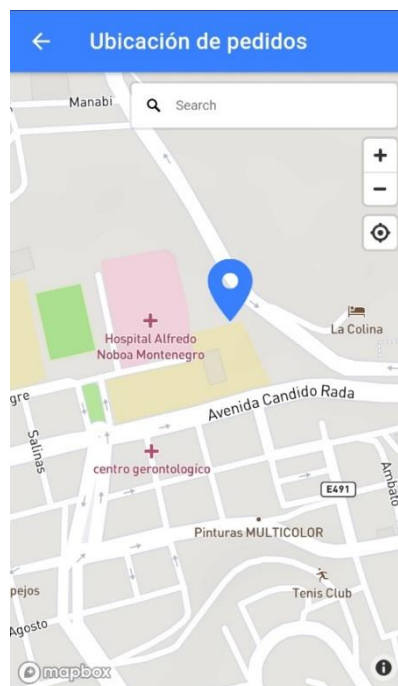 Ubicación de pedidos
Manabi
Search
La Colina
Hospital Alfredo
Noboa Montenegro
gre
Avenida Candido Rada
Salinas
centro gerontologico
E491
Ambato
Pinturas MULTICOLOR
pejos
Tenis Club
Agosto
mapbox